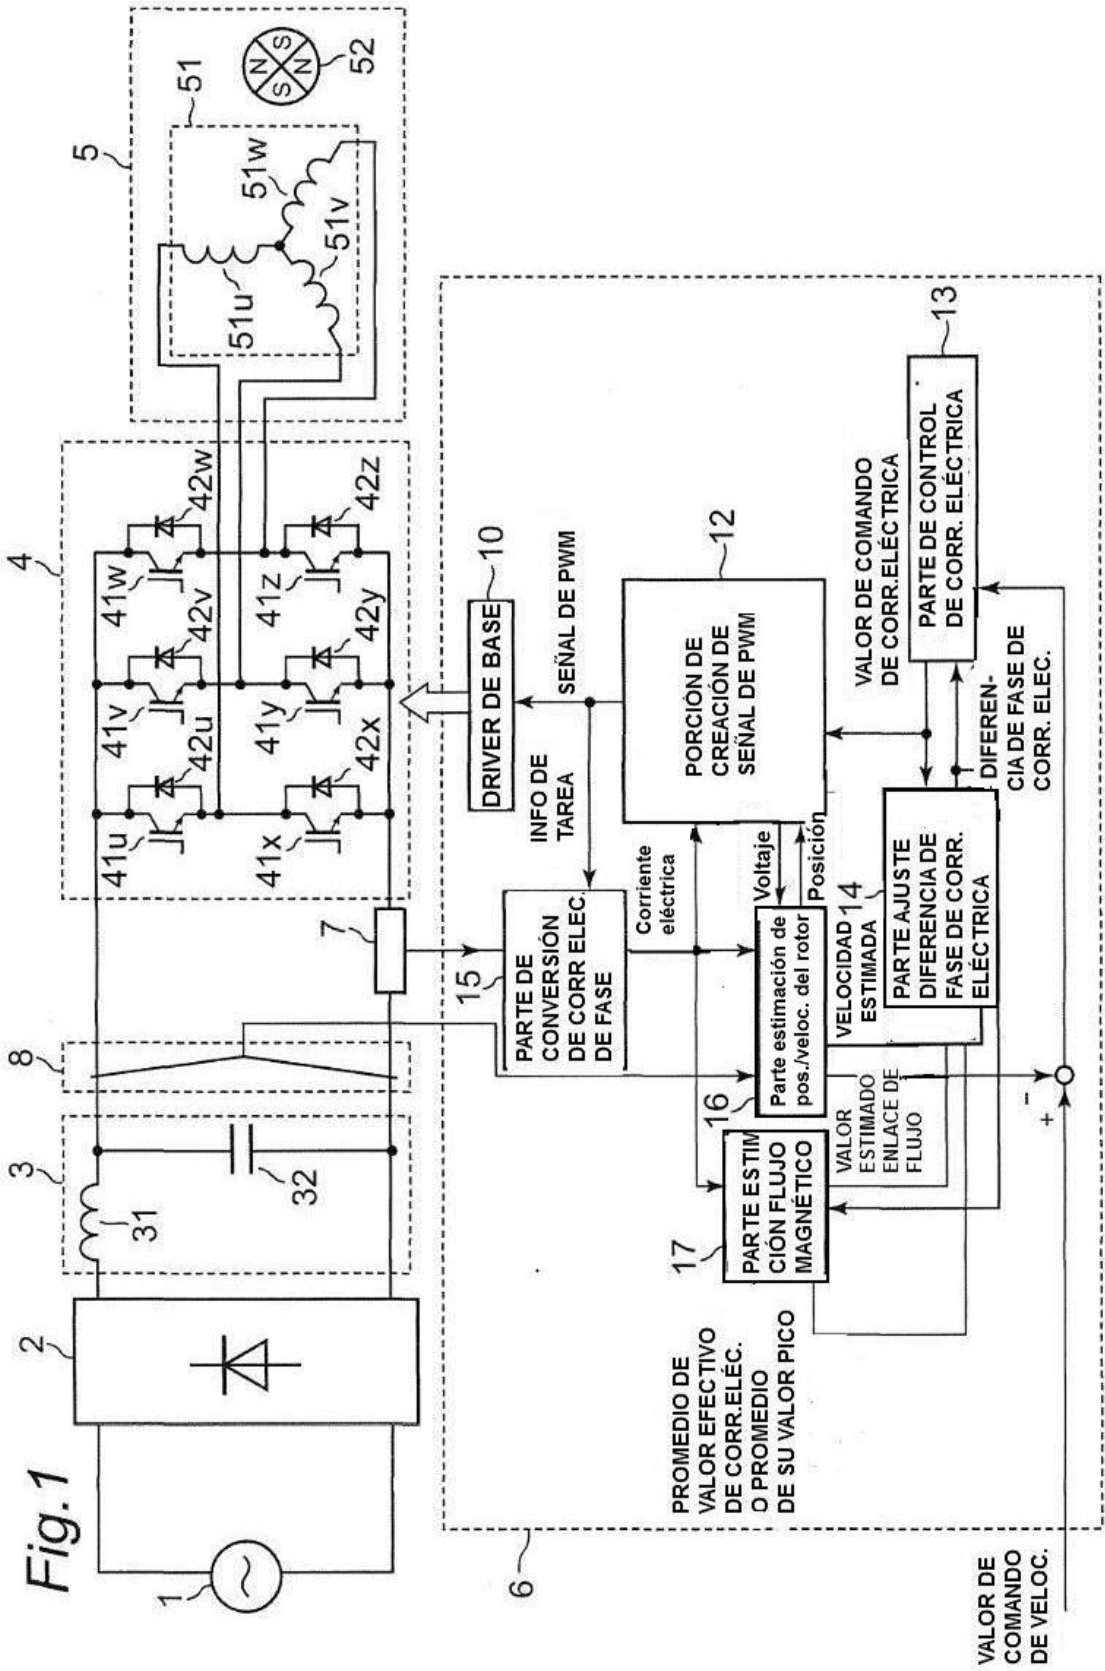 Fig.1
1
2
3
31
32
8
7
4
41u
42u
41v
42v
41w
42w
41x
42x
41y
42y
41z
42z
5
51
51u
51v
51w
52
N
S
N
S
6
10
DRIVER DE BASE
SEÑAL DE PWM
INFO DE
TAREA
12
PORCIÓN DE
CREACIÓN DE
SEÑAL DE PWM
15
PARTE DE
CONVERSIÓN
DE CORR ELEC.
DE FASE
Corriente
eléctrica
Voltaje
Posición
16
Parte estimación de
pos./veloc. del rotor
17
PARTE ESTIM
CIÓN FLUJO
MAGNÉTICO
VALOR
ESTIMADO
ENLACE DE
FLUJO
VELOCIDAD
ESTIMADA
14
PARTE AJUSTE
DIFERENCIA DE
FASE DE CORR.
ELÉCTRICA
13
PARTE DE CONTROL
DE CORR. ELÉCTRICA
VALOR DE COMANDO
DE CORR.ELÉCTRICA
DIFEREN-
CIA DE FASE DE
CORR. ELEC.
PROMEDIO DE
VALOR EFECTIVO
DE CORR.ELÉC.
O PROMEDIO
DE SU VALOR PICO
+
−
VALOR DE
COMANDO
DE VELOC.